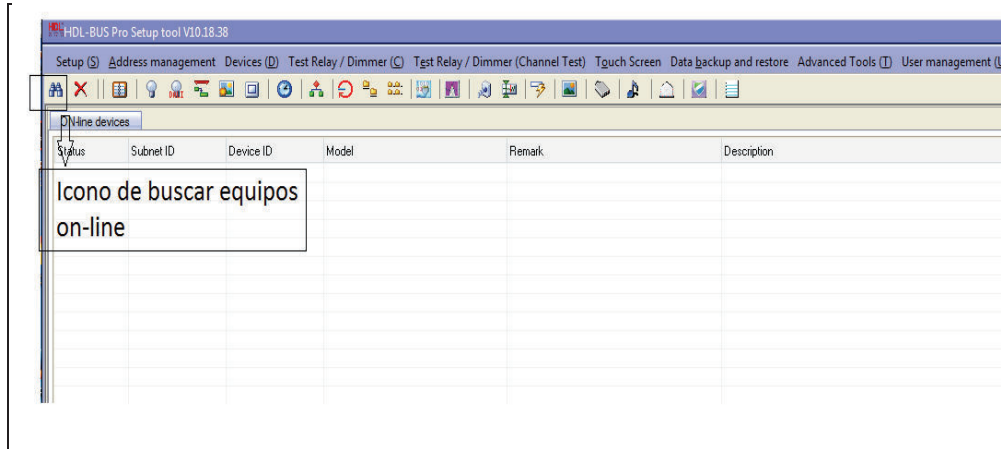 HDL-BUS Pro Setup tool V10.18.38
Setup (S) Address management Devices (D) Test Relay / Dimmer (C) Test Relay / Dimmer (Channel Test) Touch Screen Data backup and restore Advanced Tools (T) User management (U
ON-line devices
Status Subnet ID Device ID Model Remark Description
Icono de buscar equipos
on-line